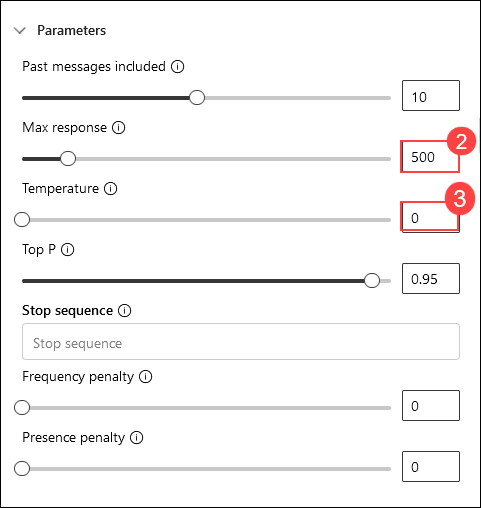 Parameters
Past messages included
10
Max response
2
500
Temperature
3
0
Top P
0.95
Stop sequence
Stop sequence
Frequency penalty
0
Presence penalty
0